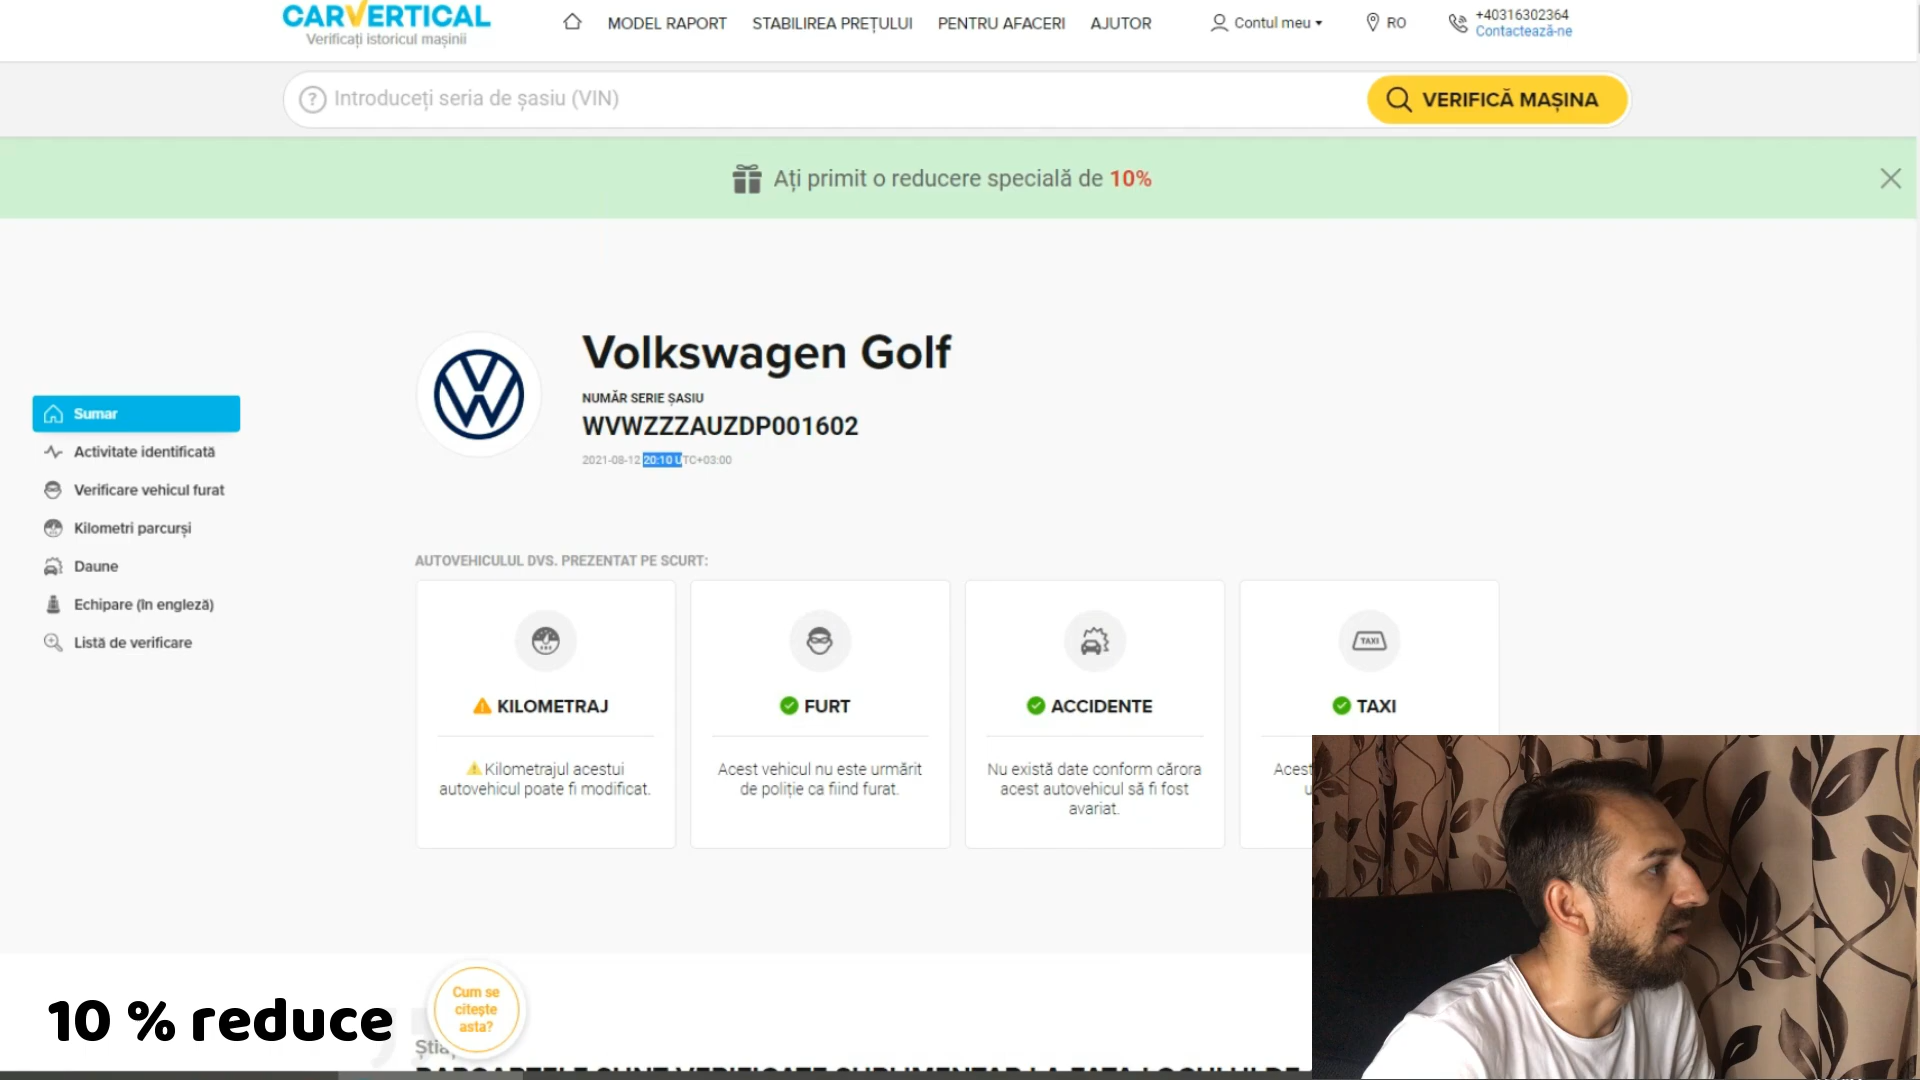 CARVERTICAL
Verificați istoricul mașinii
MODEL RAPORT
STABILIREA PREȚULUI
PENTRU AFACERI
AJUTOR
Contul meu
RO
+40316302364
Contactează-ne
Introduceți seria de șasiu (VIN)
VERIFICĂ MAȘINA
Ați primit o reducere specială de 10%
Volkswagen Golf
NUMĂR SERIE ȘASIU
WVWZZZAUZDP001602
2021-08-12 20:10 UTC+03:00
Sumar
Activitate identificată
Verificare vehicul furat
Kilometri parcurși
Daune
Echipare (în engleză)
Listă de verificare
AUTOVEHICULUL DVS. PREZENTAT PE SCURT:
KILOMETRAJ
Kilometrajul acestui
autovehicul poate fi modificat.
FURT
Acest vehicul nu este urmărit
de poliție ca fiind furat.
ACCIDENTE
Nu există date conform cărora
acest autovehicul să fi fost
avariat.
TAXI
TAXI
Acest
10 % reduce
Cum se
citește
asta?